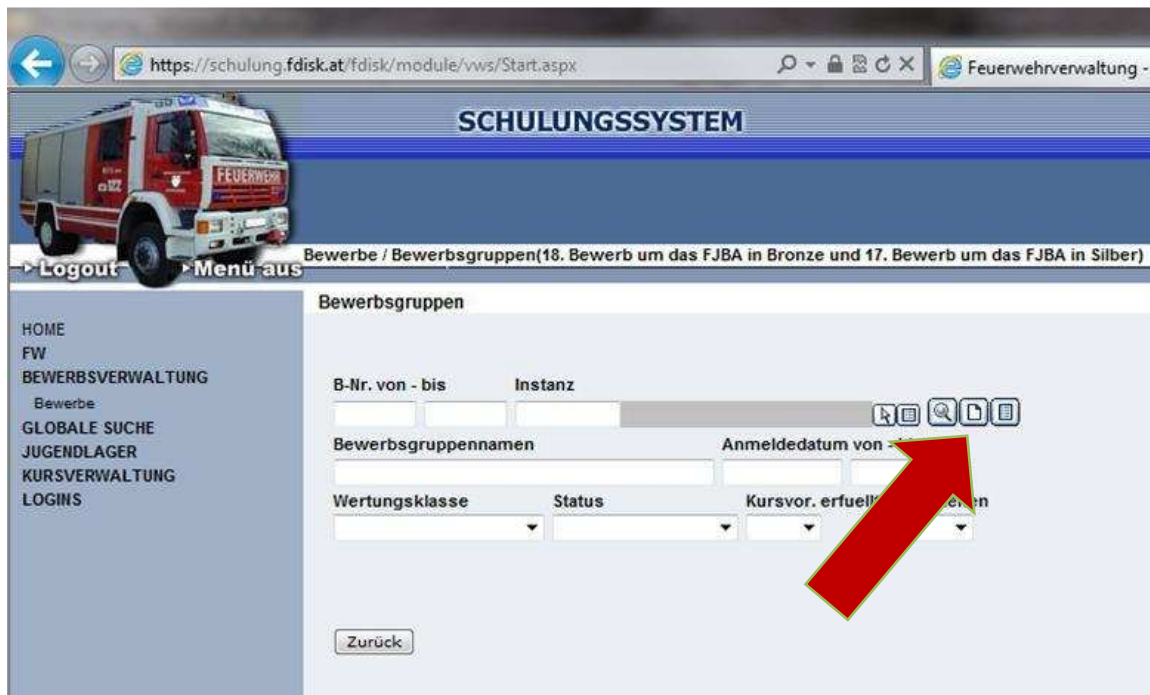 https://schulung.fdisk.at/fdisk/module/vws/Start.aspx
Feuerwehrverwaltung -
SCHULUNGSSYSTEM
FEUERWEHR
122
Logout
Menü aus
Bewerbe / Bewerbsgruppen(18. Bewerb um das FJBA in Bronze und 17. Bewerb um das FJBA in Silber)
Bewerbsgruppen
HOME
FW
BEWERBSVERWALTUNG
Bewerbe
GLOBALE SUCHE
JUGENDLAGER
KURSVERWALTUNG
LOGINS
B-Nr. von - bis Instanz
Bewerbsgruppennamen Anmeldedatum von -
Wertungsklasse Status Kursvor. erfuellt
Zurück